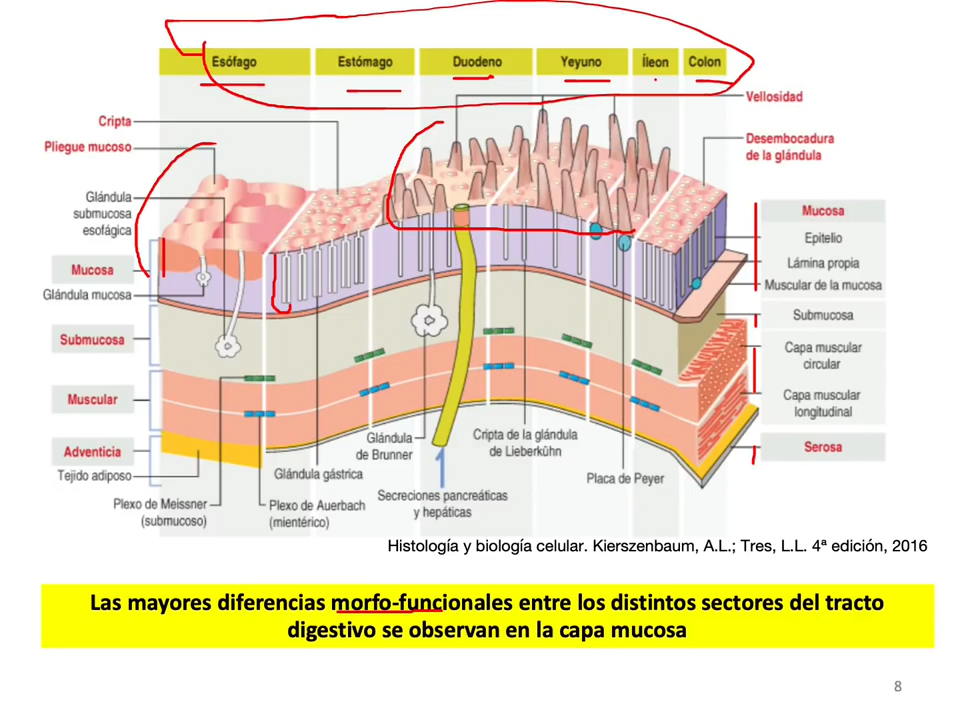 Esófago
Estómago
Duodeno
Yeyuno
Íleon
Colon
Vellosidad
Cripta
Pliegue mucoso
Desembocadura
de la glándula
Glándula
submucosa
esofágica
Mucosa
Glándula mucosa
Submucosa
Muscular
Adventicia
Tejido adiposo
Plexo de Meissner
(submucoso)
Glándula gástrica
Plexo de Auerbach
(mientérico)
Glándula
de Brunner
Secreciones pancreáticas
y hepáticas
Cripta de la glándula
de Lieberkühn
Placa de Peyer
Mucosa
Epitelio
Lámina propia
Muscular de la mucosa
Submucosa
Capa muscular
circular
Capa muscular
longitudinal
Serosa
Histología y biología celular. Kierszenbaum, A.L.; Tres, L.L. 4ª edición, 2016
Las mayores diferencias morfo-funcionales entre los distintos sectores del tracto
digestivo se observan en la capa mucosa
8